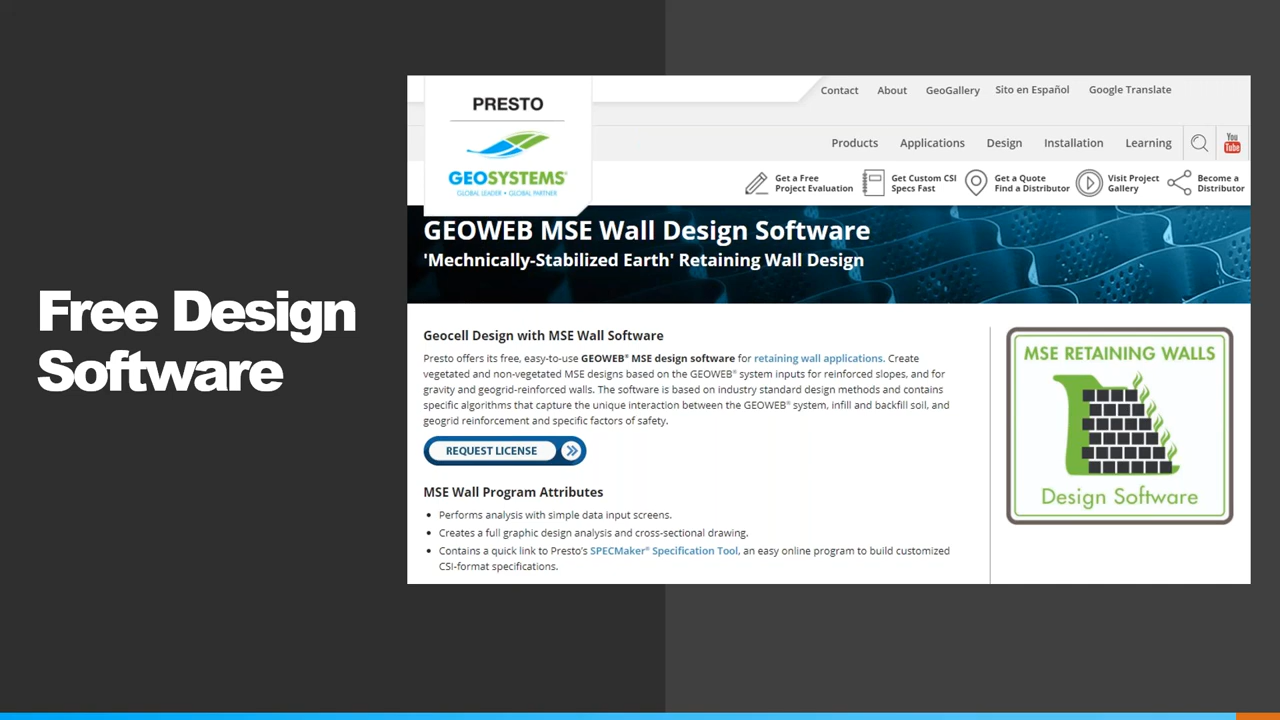 Free Design
Software
PRESTO
GEOSYSTEMS®
GLOBAL LEADER • GLOBAL PARTNER
Contact About GeoGallery Sito en Español Google Translate
Products Applications Design Installation Learning
You
Tube
Get a Free
Project Evaluation
Get Custom CSI
Specs Fast
Get a Quote
Find a Distributor
Visit Project
Gallery
Become a
Distributor
GEOWEB MSE Wall Design Software
'Mechnically-Stabilized Earth' Retaining Wall Design
Geocell Design with MSE Wall Software
Presto offers its free, easy-to-use GEOWEB® MSE design software for retaining wall applications. Create
vegetated and non-vegetated MSE designs based on the GEOWEB® system inputs for reinforced slopes, and for
gravity and geogrid-reinforced walls. The software is based on industry standard design methods and contains
specific algorithms that capture the unique interaction between the GEOWEB® system, infill and backfill soil, and
geogrid reinforcement and specific factors of safety.
REQUEST LICENSE
MSE Wall Program Attributes
• Performs analysis with simple data input screens.
• Creates a full graphic design analysis and cross-sectional drawing.
• Contains a quick link to Presto's SPECMaker® Specification Tool, an easy online program to build customized
CSI-format specifications.
MSE RETAINING WALLS
Design Software